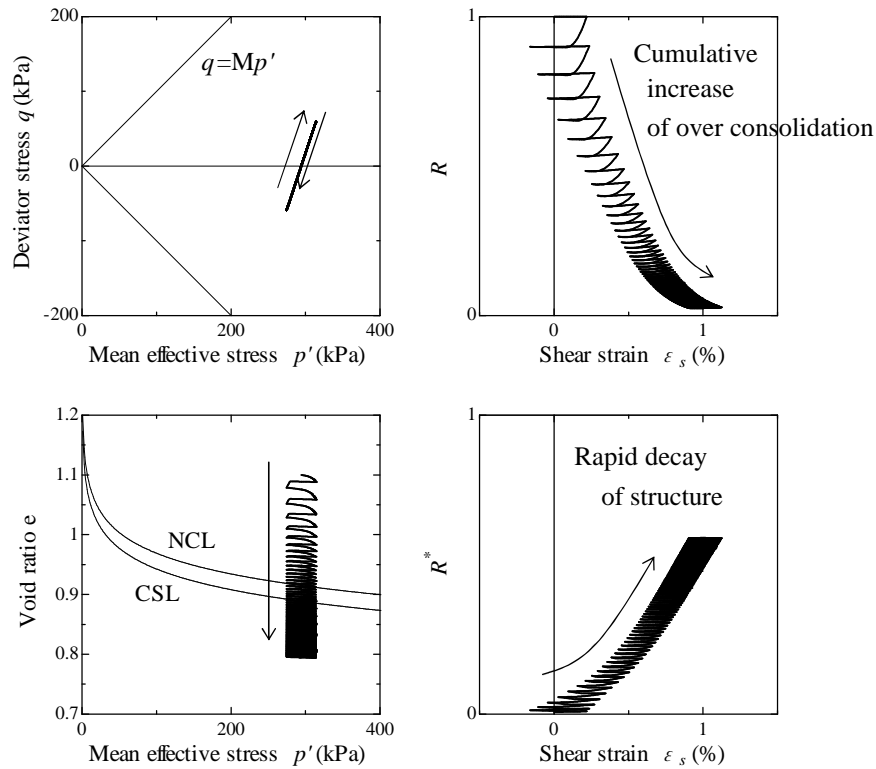 200
q=Mp'
0
-200
0
200
400
Deviator stress q (kPa)
Mean effective stress p' (kPa)
1
Cumulative
increase
of over consolidation
R
0
0
1
Shear strain ε s (%)
1.2
1.1
1
0.9
0.8
0.7
NCL
CSL
0
200
400
Void ratio e
Mean effective stress p' (kPa)
1
Rapid decay
of structure
R*
0
0
1
Shear strain ε s (%)